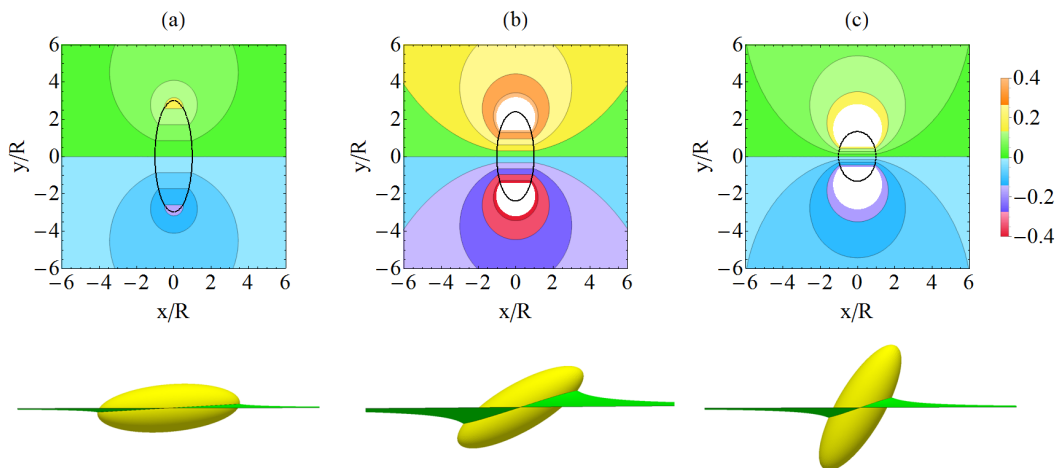 (a) (b) (c)
6 6 6
4 4 4 0.4
y/R 2 y/R 2 y/R 2 0.2
0 0 0 0
−2 −2 −2 −0.2
−4 −4 −4 −0.4
−6 −6 −6
−6 −4 −2 0 2 4 6 −6 −4 −2 0 2 4 6 −6 −4 −2 0 2 4 6
x/R x/R x/R